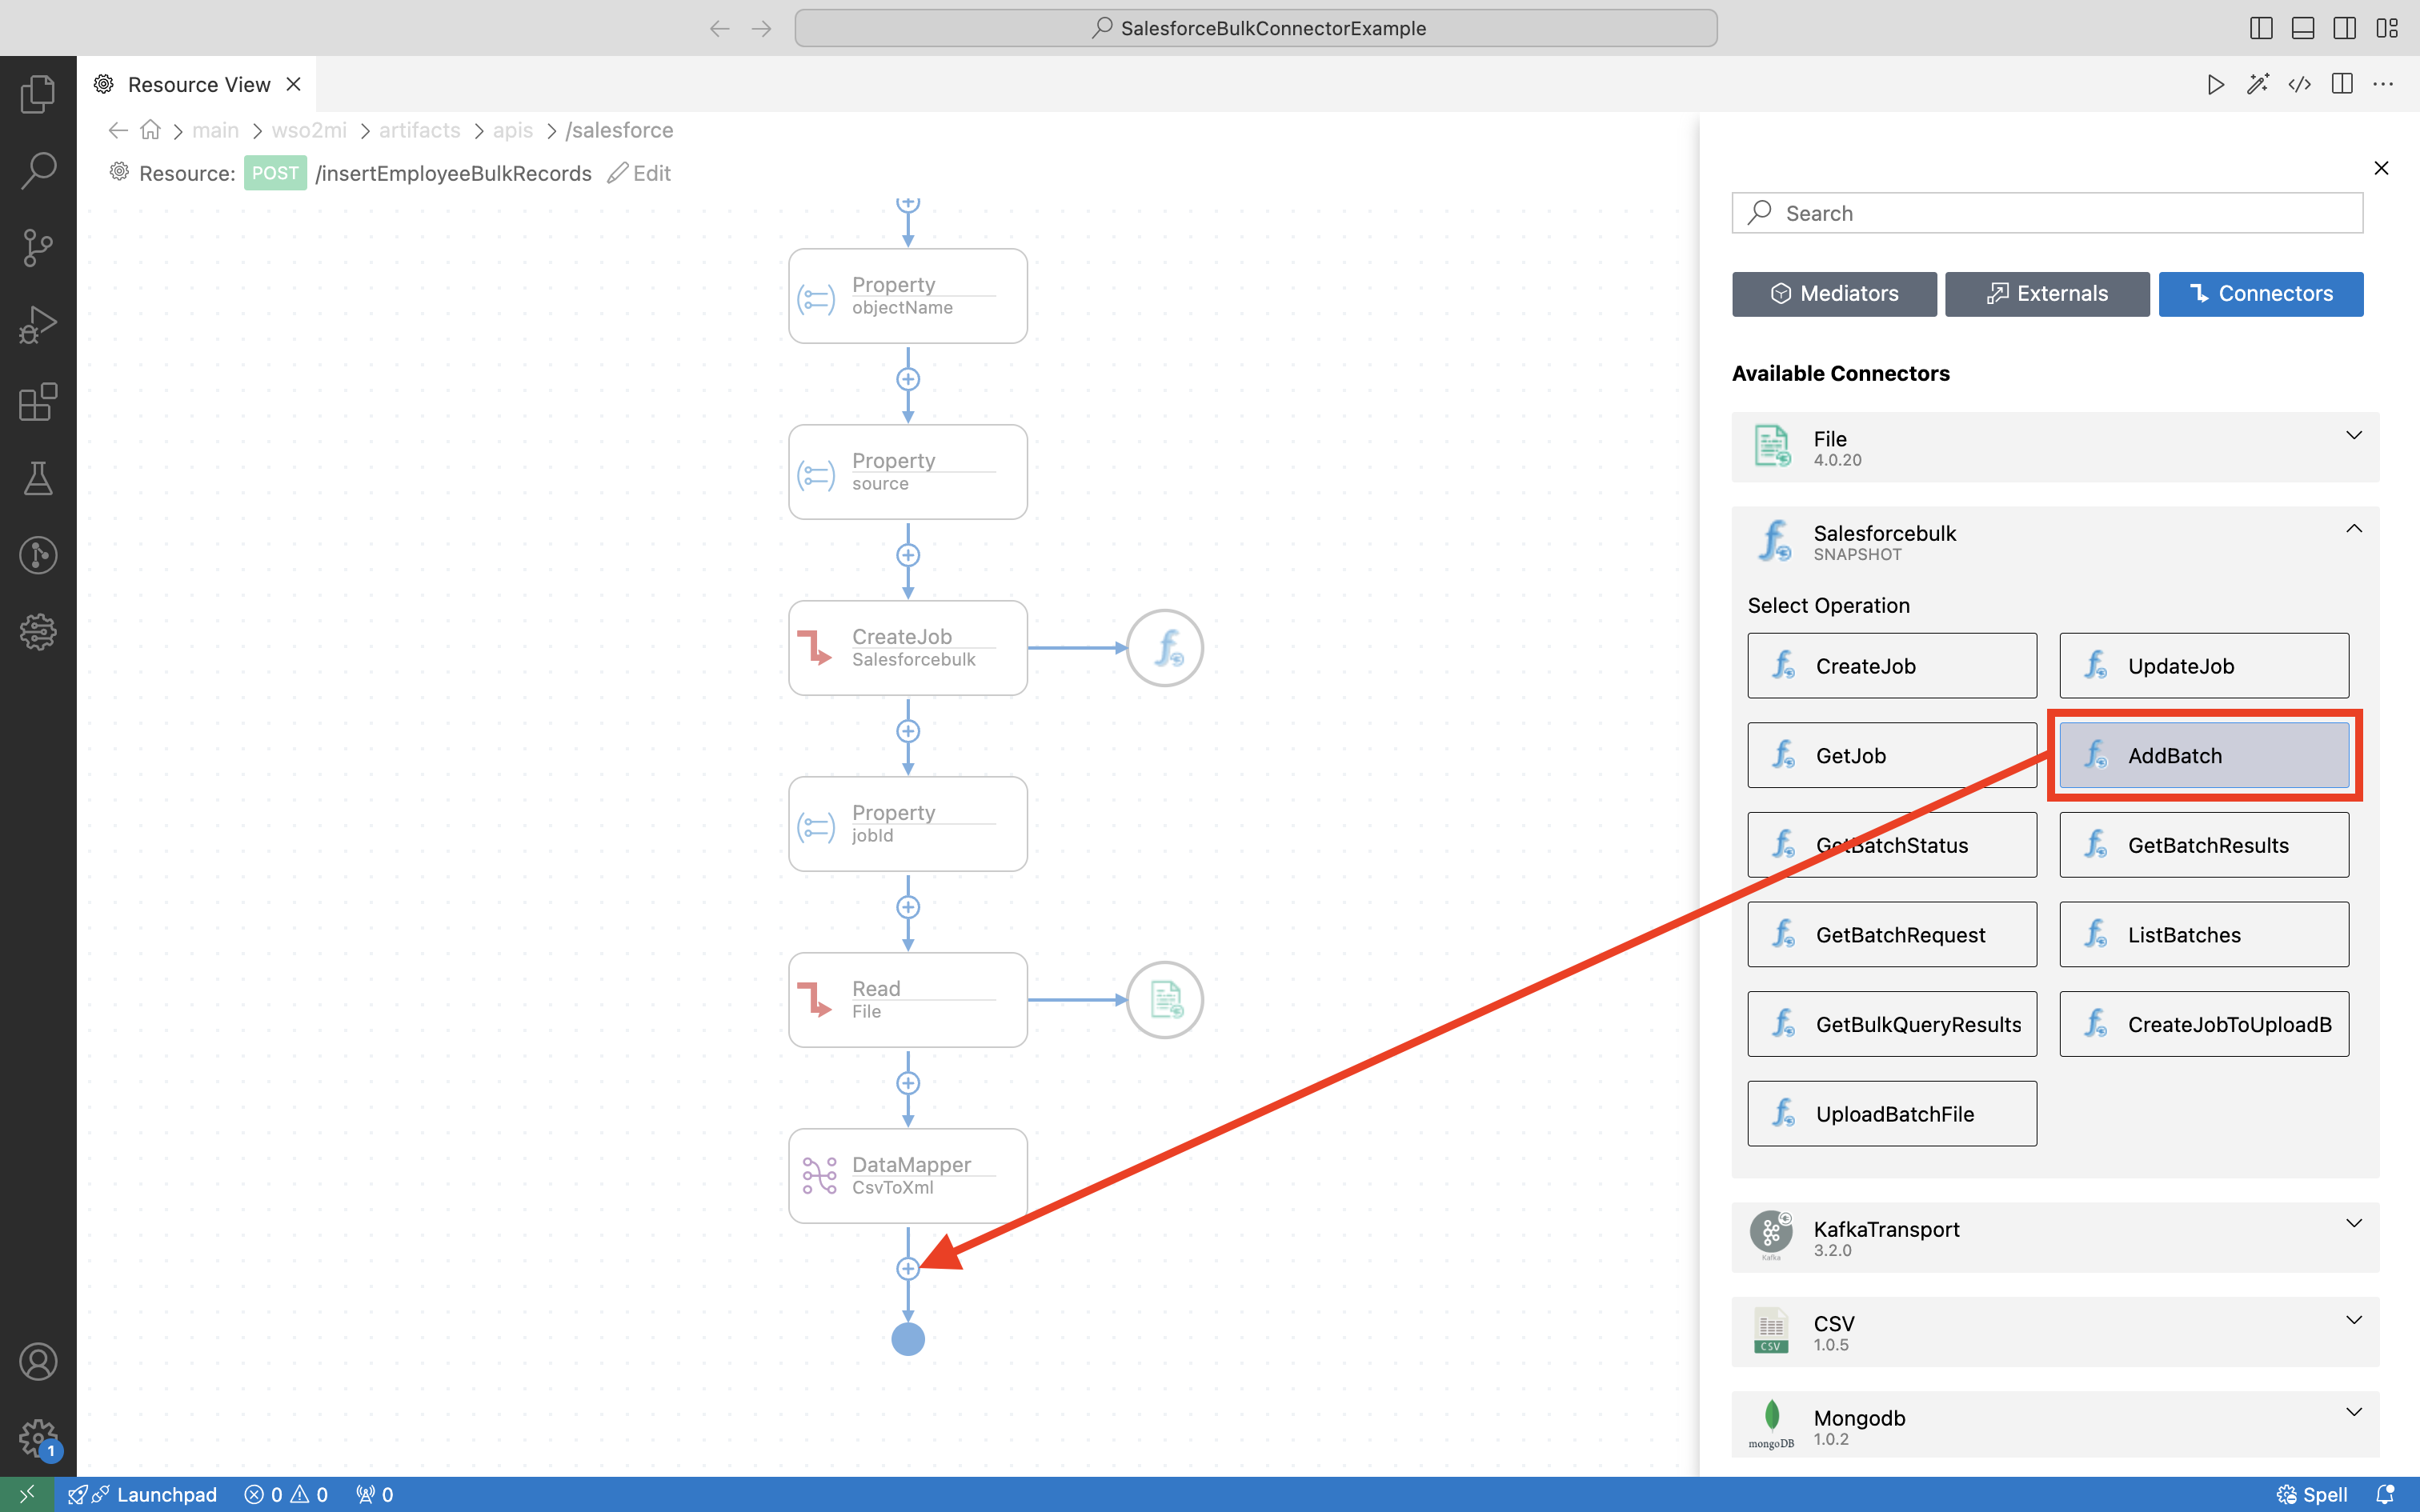 SalesforceBulkConnectorExample
Resource View
main
wso2mi
artifacts
apis
/salesforce
Resource: POST /insertEmployeeBulkRecords Edit
Property
objectName
Property
source
CreateJob
Salesforcebulk
Property
jobId
Read
File
DataMapper
CsvToXml
Search
Mediators
Externals
Connectors
Available Connectors
File
4.0.20
Salesforcebulk
SNAPSHOT
Select Operation
CreateJob
UpdateJob
GetJob
AddBatch
GetBatchStatus
GetBatchResults
GetBatchRequest
ListBatches
GetBulkQueryResults
CreateJobToUploadB
UploadBatchFile
Kafka
KafkaTransport
3.2.0
CSV
CSV
1.0.5
mongoDB
Mongodb
1.0.2
1
Launchpad 0 0 0
Spell